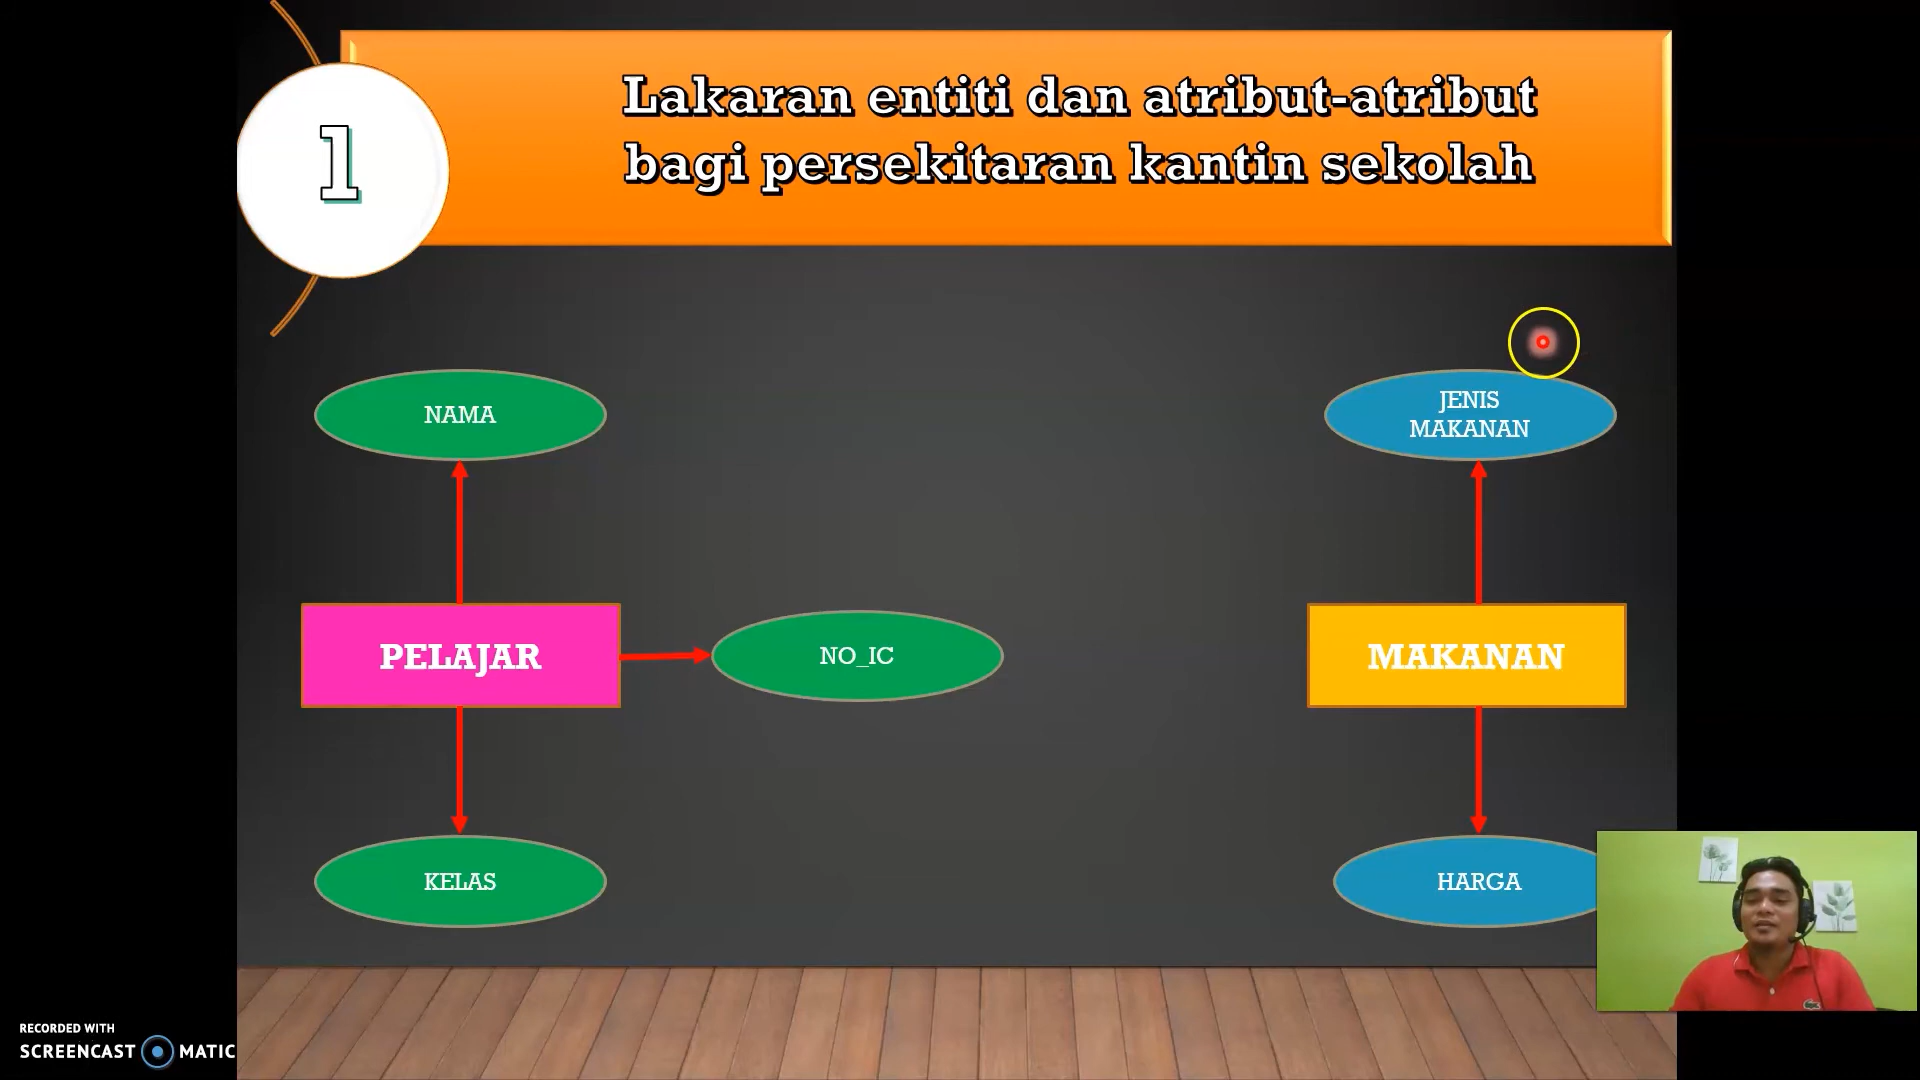 1
Lakaran entiti dan atribut-atribut
bagi persekitaran kantin sekolah
NAMA
JENIS
MAKANAN
PELAJAR
NO_IC
MAKANAN
KELAS
HARGA
RECORDED WITH
SCREENCAST MATIC